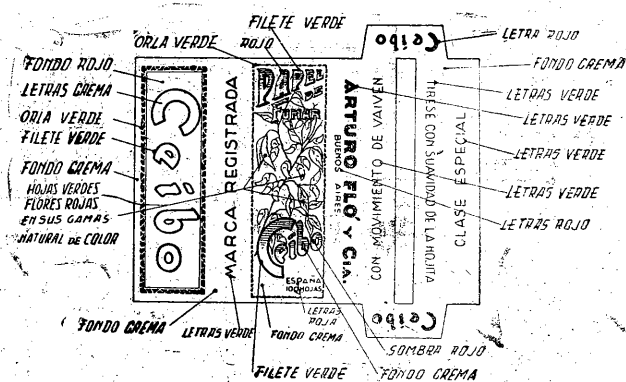 FILETE VERDE
ORLA VERDE
ROJO
LETRA ROJO
FONDO ROJO
FONDO CREMA
LETRAS CREMA
LETRAS VERDE
ORLA VERDE
LETRAS VERDE
FILETE VERDE
LETRAS VERDE
FONDO CREMA
LETRAS VERDE
HOJAS VERDES
FLORES ROJAS
EN SUS GAMAS
LETRAS ROJO
NATURAL DE COLOR
Ceibo
MARCA REGISTRADA
PAPEL
DE
FUMAR
Ceibo
ESPAÑA
100 HOJAS
ARTURO FLÓ Y CIA.
BUENOS AIRES
CON MOVIMIENTO DE VAIVEN
TIRESE CON SUAVIDAD DE LA HOJITA
CLASE ESPECIAL
Ceibo
Ceibo
FONDO CREMA
LETRAS VERDE
FONDO CREMA
LETRAS
ROJA
SOMBRA ROJO
FILETE VERDE
FONDO CREMA